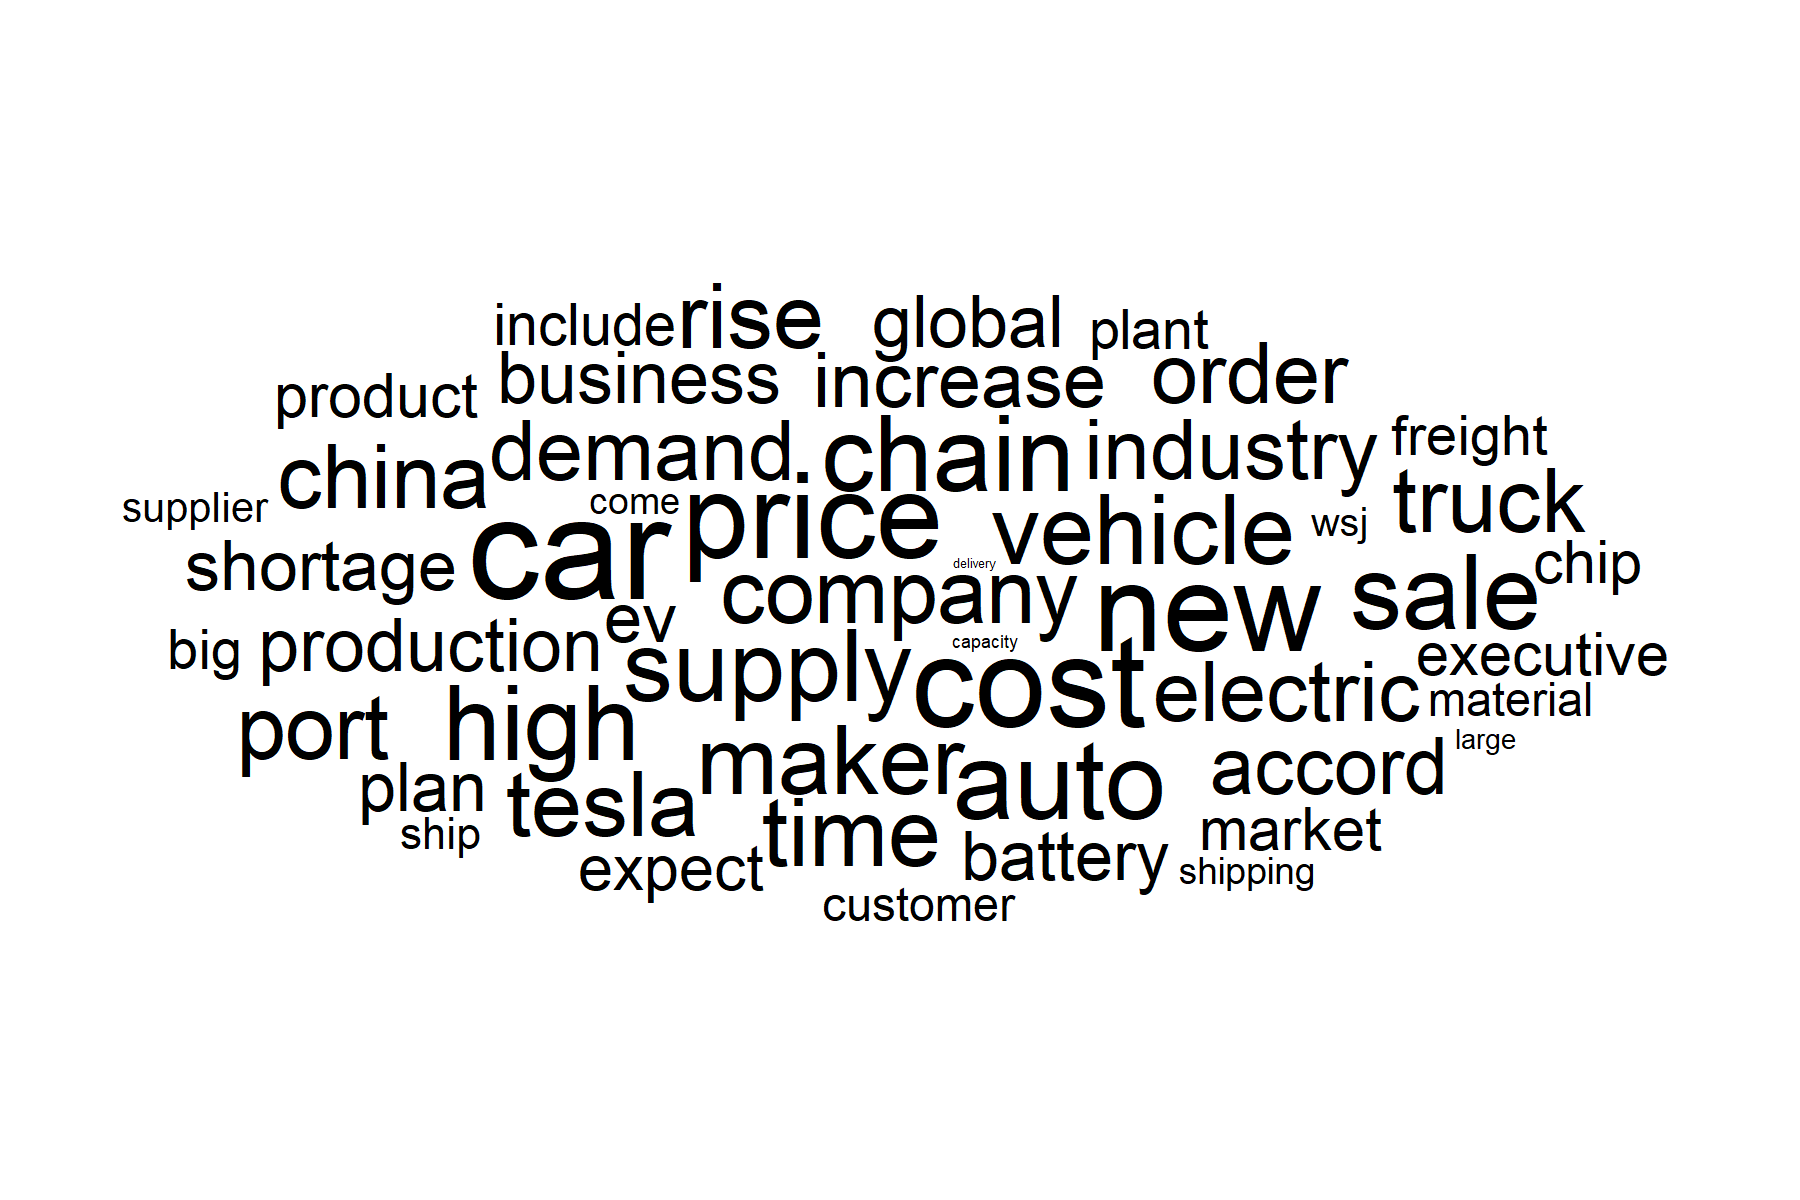 include rise global plant
product business increase order
china demand chain industry freight
supplier come price vehicle wsj truck
shortage car delivery chip
company new sale
big production ev capacity executive
supply cost electric material
port high maker accord large
plan tesla auto
ship time market
expect battery shipping
customer